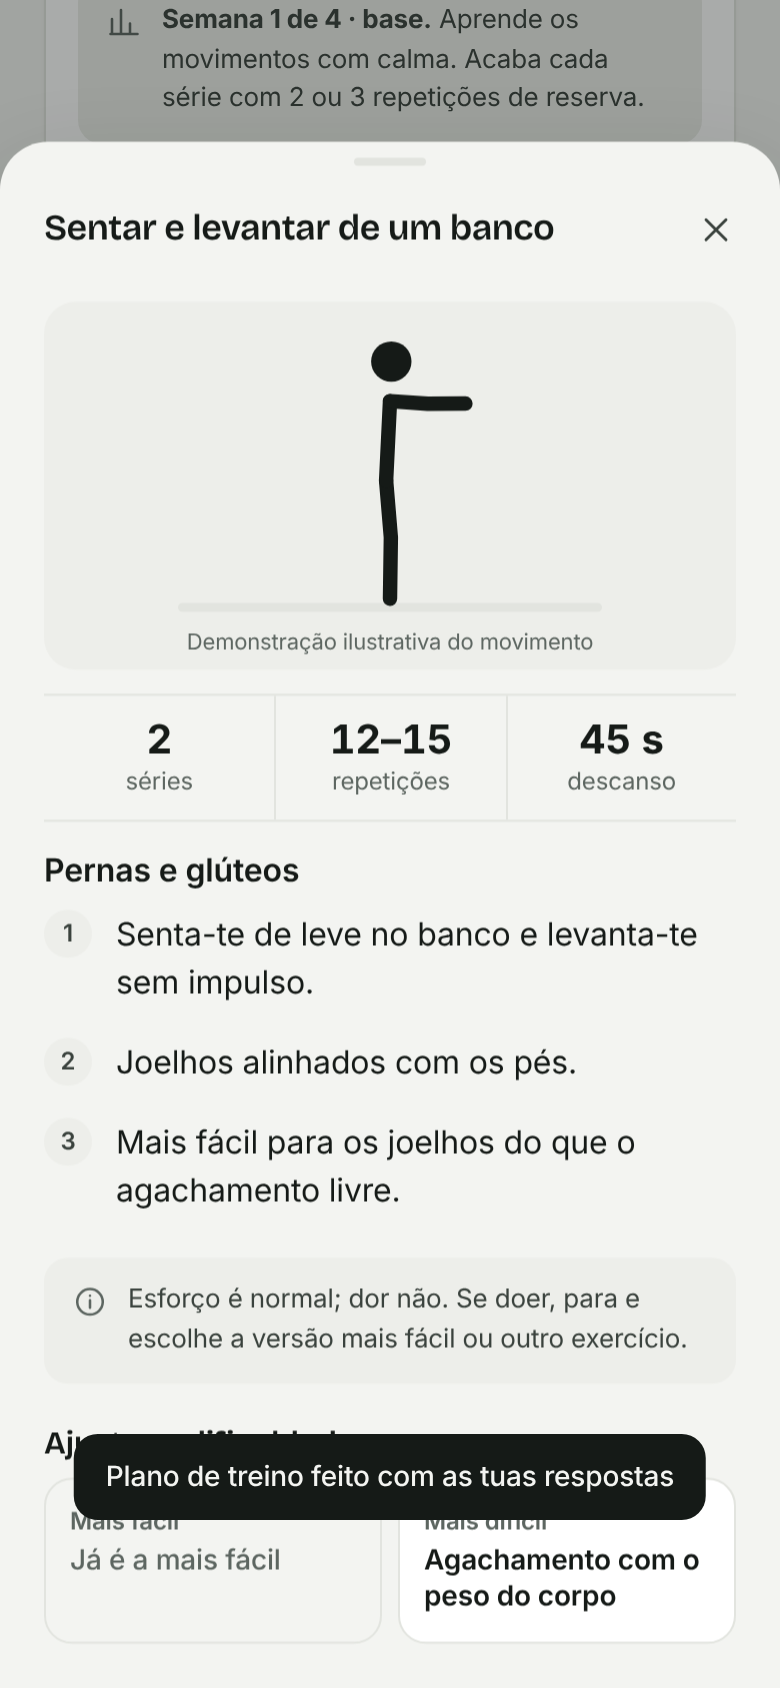 Semana 1 de 4 · base. Aprende os
movimentos com calma. Acaba cada
série com 2 ou 3 repetições de reserva.
Sentar e levantar de um banco
Demonstração ilustrativa do movimento
2
séries
12–15
repetições
45 s
descanso
Pernas e glúteos
1
Senta-te de leve no banco e levanta-te
sem impulso.
2
Joelhos alinhados com os pés.
3
Mais fácil para os joelhos do que o
agachamento livre.
Esforço é normal; dor não. Se doer, para e
escolhe a versão mais fácil ou outro exercício.
Plano de treino feito com as tuas respostas
Mais fácil
Já é a mais fácil
Mais difícil
Agachamento com o
peso do corpo